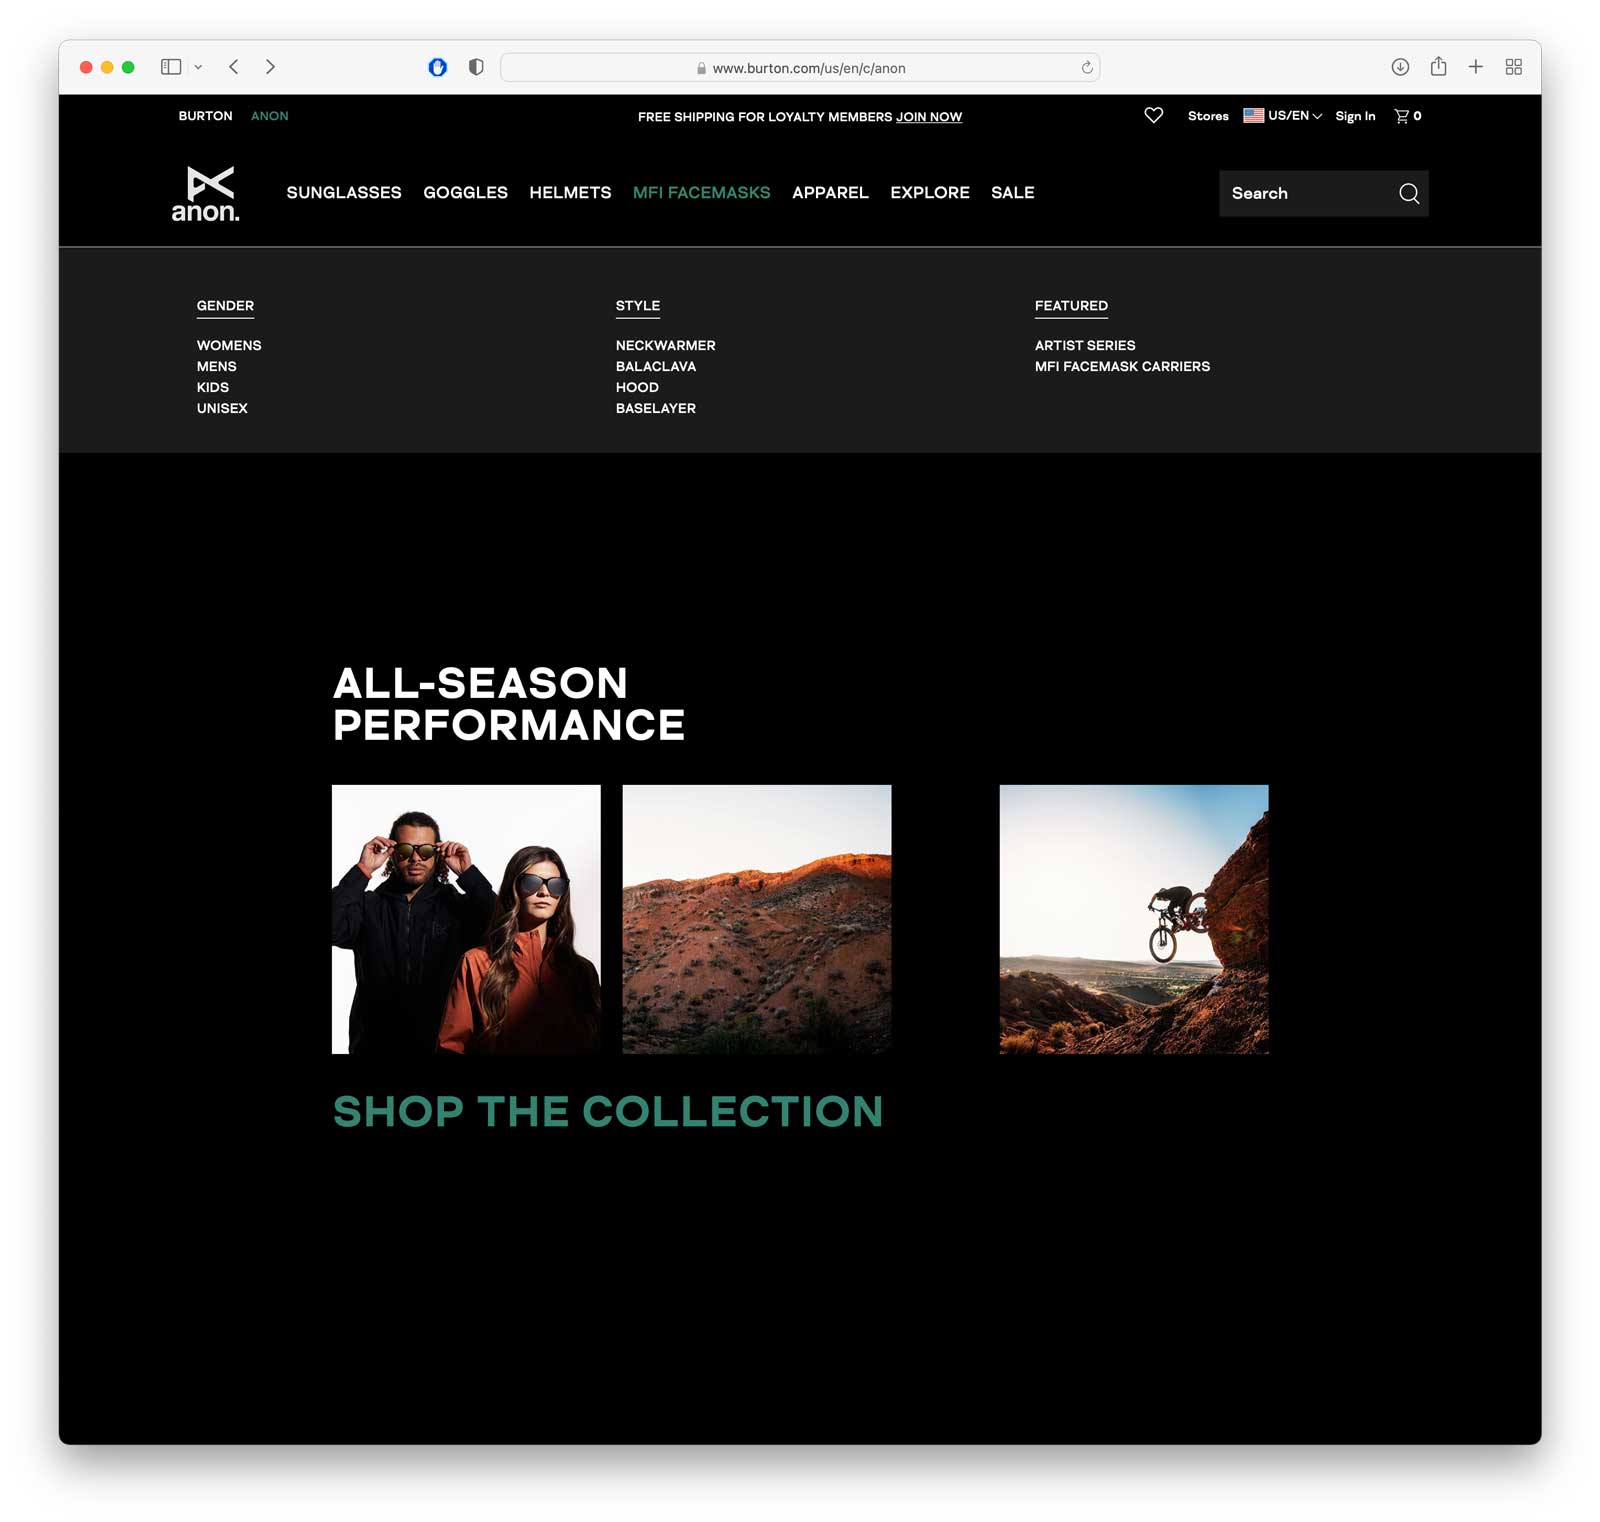 www.burton.com/us/en/c/anon
BURTON ANON
FREE SHIPPING FOR LOYALTY MEMBERS JOIN NOW
Stores US/EN Sign In 0
anon.
SUNGLASSES GOGGLES HELMETS MFI FACEMASKS APPAREL EXPLORE SALE
Search
GENDER
WOMENS
MENS
KIDS
UNISEX
STYLE
NECKWARMER
BALACLAVA
HOOD
BASELAYER
FEATURED
ARTIST SERIES
MFI FACEMASK CARRIERS
ALL-SEASON
PERFORMANCE
SHOP THE COLLECTION